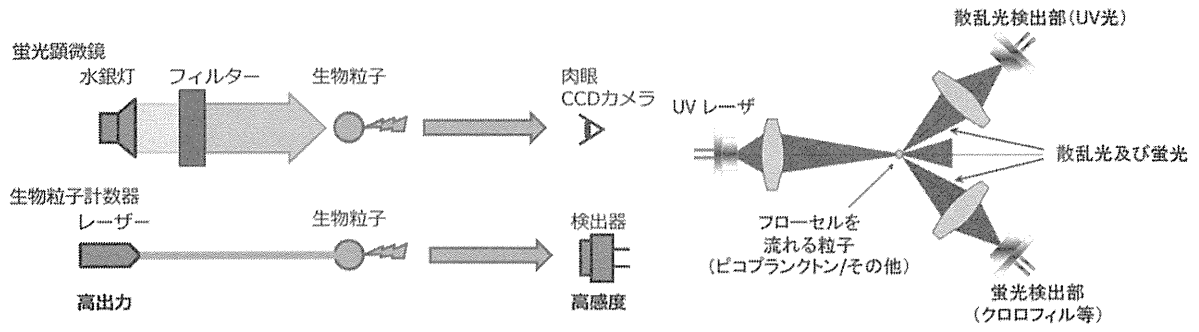 蛍光顕微鏡
水銀灯
フィルター
生物粒子
肉眼
CCDカメラ
生物粒子計数器
レーザー
生物粒子
検出器
高出力
高感度
散乱光検出部(UV光)
UV レーザ
散乱光及び蛍光
フローセルを
流れる粒子
(ピコプランクトン/その他)
蛍光検出部
(クロロフィル等)